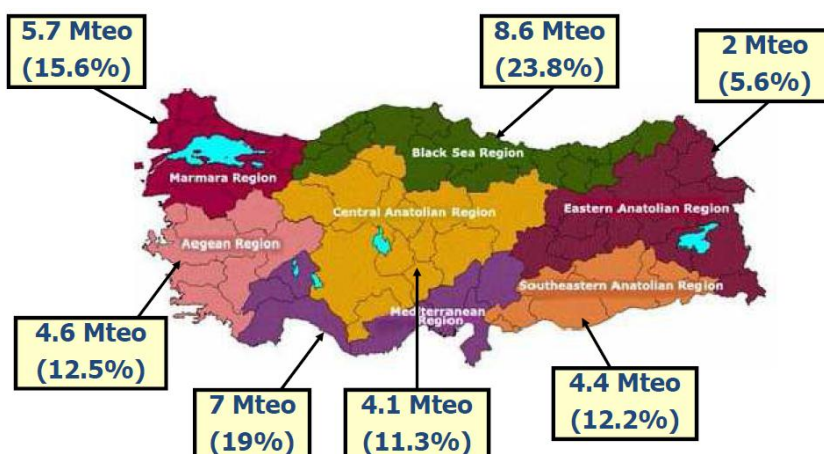 5.7 Mteo
(15.6%)
8.6 Mteo
(23.8%)
2 Mteo
(5.6%)
Black Sea Region
Marmara Region
Central Anatolian Region
Eastern Anatolian Region
Aegean Region
Southeastern Anatolian Region
Mediterranean
Region
4.6 Mteo
(12.5%)
7 Mteo
(19%)
4.1 Mteo
(11.3%)
4.4 Mteo
(12.2%)